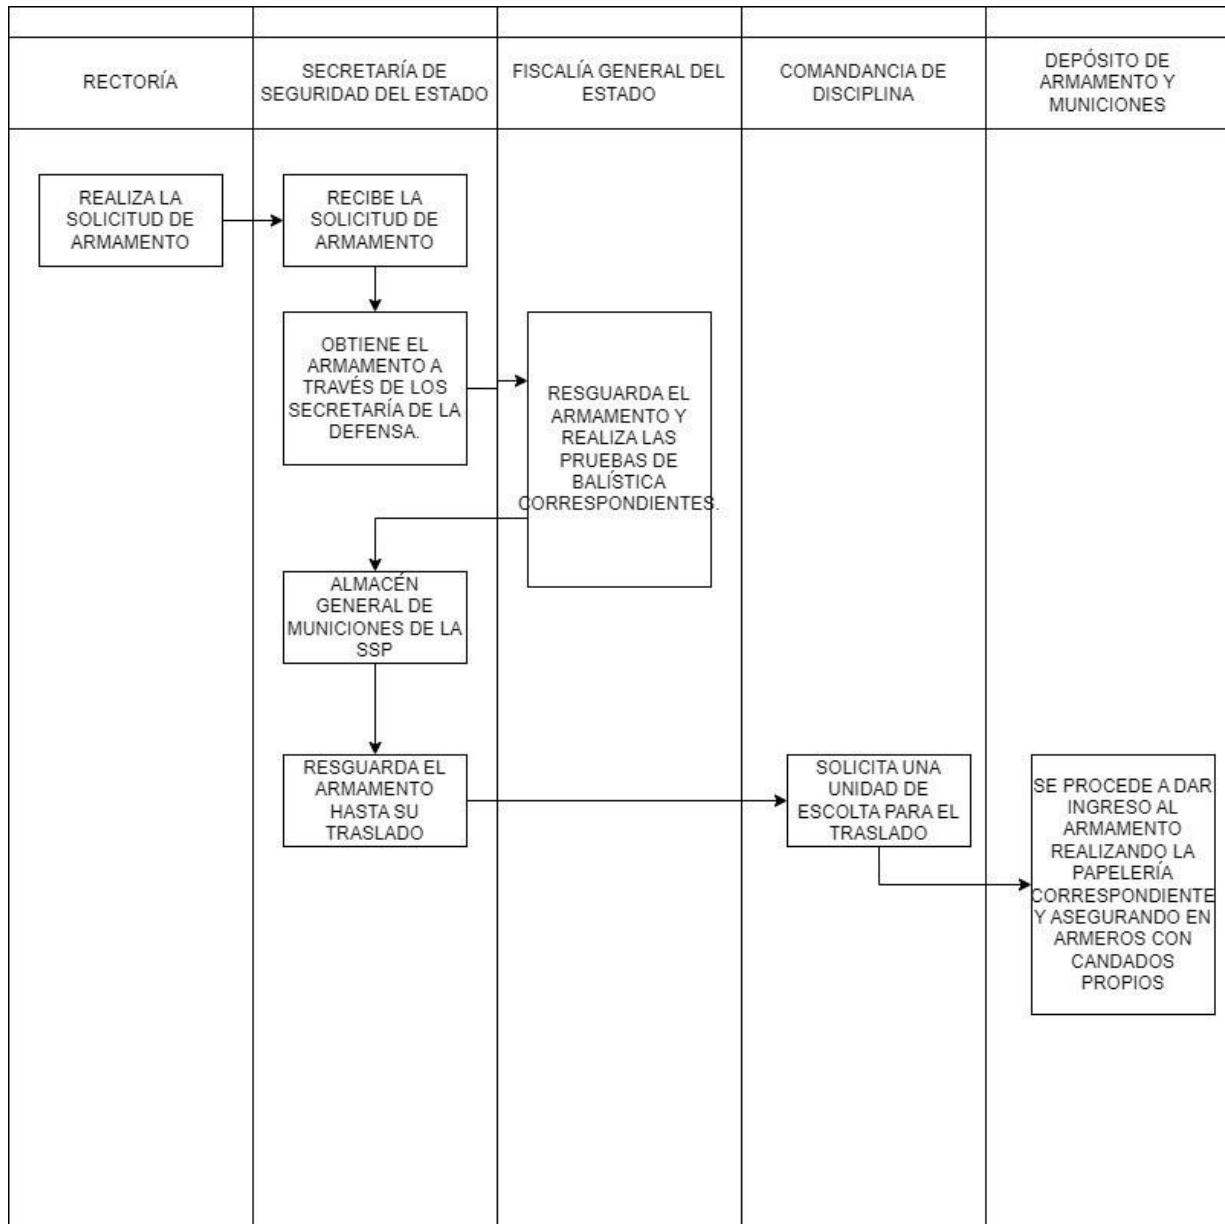 RECTORÍA
SECRETARÍA DE
SEGURIDAD DEL ESTADO
FISCALÍA GENERAL DEL
ESTADO
COMANDANCIA DE
DISCIPLINA
DEPÓSITO DE
ARMAMENTO Y
MUNICIONES
REALIZA LA
SOLICITUD DE
ARMAMENTO
RECIBE LA
SOLICITUD DE
ARMAMENTO
OBTIENE EL
ARMAMENTO A
TRAVÉS DE LOS
SECRETARÍA DE LA
DEFENSA.
RESGUARDA EL
ARMAMENTO Y
REALIZA LAS
PRUEBAS DE
BALÍSTICA
CORRESPONDIENTES.
ALMACÉN
GENERAL DE
MUNICIONES DE LA
SSP
RESGUARDA EL
ARMAMENTO
HASTA SU
TRASLADO
SOLICITA UNA
UNIDAD DE
ESCOLTA PARA EL
TRASLADO
SE PROCEDE A DAR
INGRESO AL
ARMAMENTO
REALIZANDO LA
PAPELERÍA
CORRESPONDIENTE
Y ASEGURANDO EN
ARMEROS CON
CANDADOS
PROPIOS